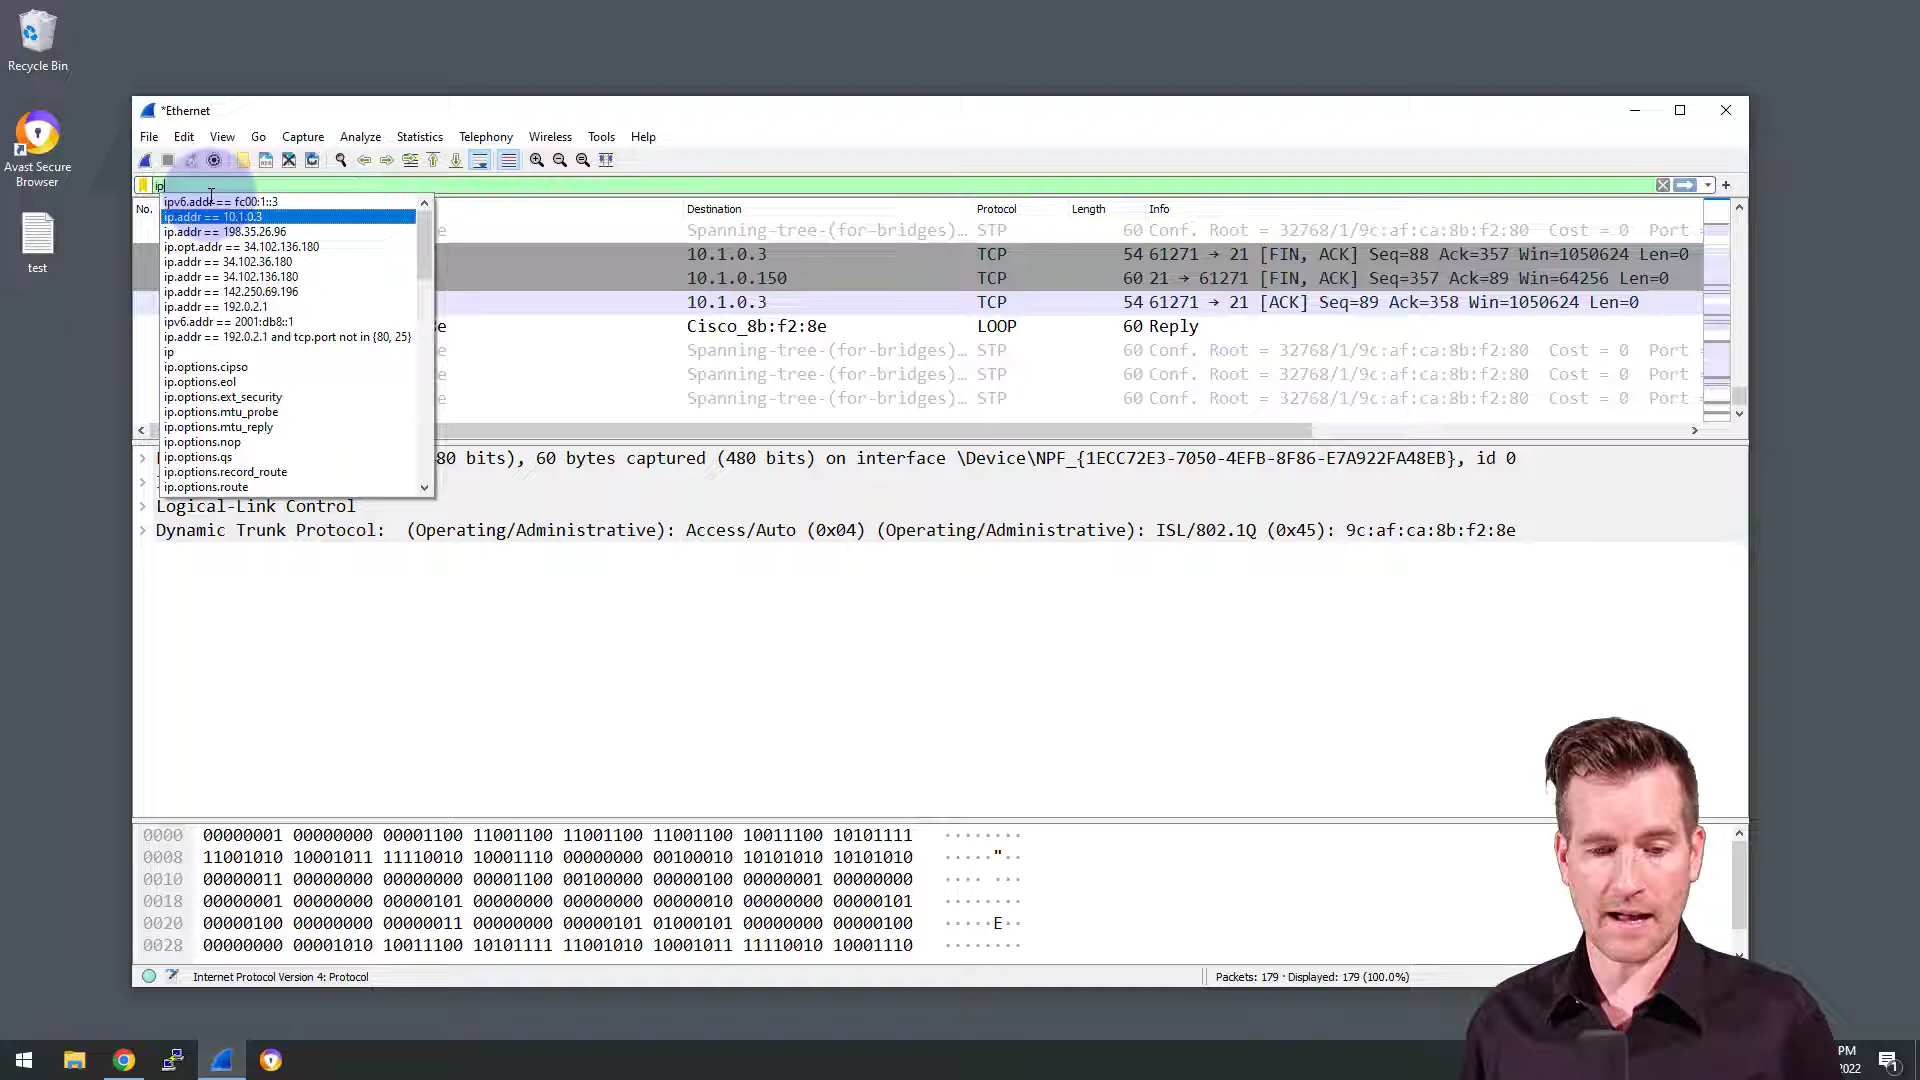 Recycle Bin
Avast Secure
Browser
test
*Ethernet
File Edit View Go Capture Analyze Statistics Telephony Wireless Tools Help
ip
ipv6.addr == fc00:1::3
ip.addr == 10.1.0.3
ip.addr == 198.35.26.96
ip.opt.addr == 34.102.136.180
ip.addr == 34.102.36.180
ip.addr == 34.102.136.180
ip.addr == 142.250.69.196
ip.addr == 192.0.2.1
ipv6.addr == 2001:db8::1
ip.addr == 192.0.2.1 and tcp.port not in {80, 25}
ip
ip.options.cipso
ip.options.eol
ip.options.ext_security
ip.options.mtu_probe
ip.options.mtu_reply
ip.options.nop
ip.options.qs
ip.options.record_route
ip.options.route
No. Destination Protocol Length Info
e Spanning-tree-(for-bridges)… STP 60 Conf. Root = 32768/1/9c:af:ca:8b:f2:80 Cost = 0 Port
10.1.0.3 TCP 54 61271 → 21 [FIN, ACK] Seq=88 Ack=357 Win=1050624 Len=0
10.1.0.150 TCP 60 21 → 61271 [FIN, ACK] Seq=357 Ack=89 Win=64256 Len=0
10.1.0.3 TCP 54 61271 → 21 [ACK] Seq=89 Ack=358 Win=1050624 Len=0
e Cisco_8b:f2:8e LOOP 60 Reply
e Spanning-tree-(for-bridges)… STP 60 Conf. Root = 32768/1/9c:af:ca:8b:f2:80 Cost = 0 Port
e Spanning-tree-(for-bridges)… STP 60 Conf. Root = 32768/1/9c:af:ca:8b:f2:80 Cost = 0 Port
e Spanning-tree-(for-bridges)… STP 60 Conf. Root = 32768/1/9c:af:ca:8b:f2:80 Cost = 0 Port
80 bits), 60 bytes captured (480 bits) on interface \Device\NPF_{1ECC72E3-7050-4EFB-8F86-E7A922FA48EB}, id 0
Logical-Link Control
Dynamic Trunk Protocol: (Operating/Administrative): Access/Auto (0x04) (Operating/Administrative): ISL/802.1Q (0x45): 9c:af:ca:8b:f2:8e
0000 00000001 00000000 00001100 11001100 11001100 11001100 10011100 10101111 ········
0008 11001010 10001011 11110010 10001110 00000000 00100010 10101010 10101010 ·····"··
0010 00000011 00000000 00000000 00001100 00100000 00000100 00000001 00000000 ···· ···
0018 00000001 00000000 00000101 00000000 00000000 00000010 00000000 00000101 ········
0020 00000100 00000000 00000011 00000000 00000101 01000101 00000000 00000100 ·····E··
0028 00000000 00001010 10011100 10101111 11001010 10001011 11110010 10001110 ········
Internet Protocol Version 4: Protocol Packets: 179 · Displayed: 179 (100.0%)
PM
2022
1